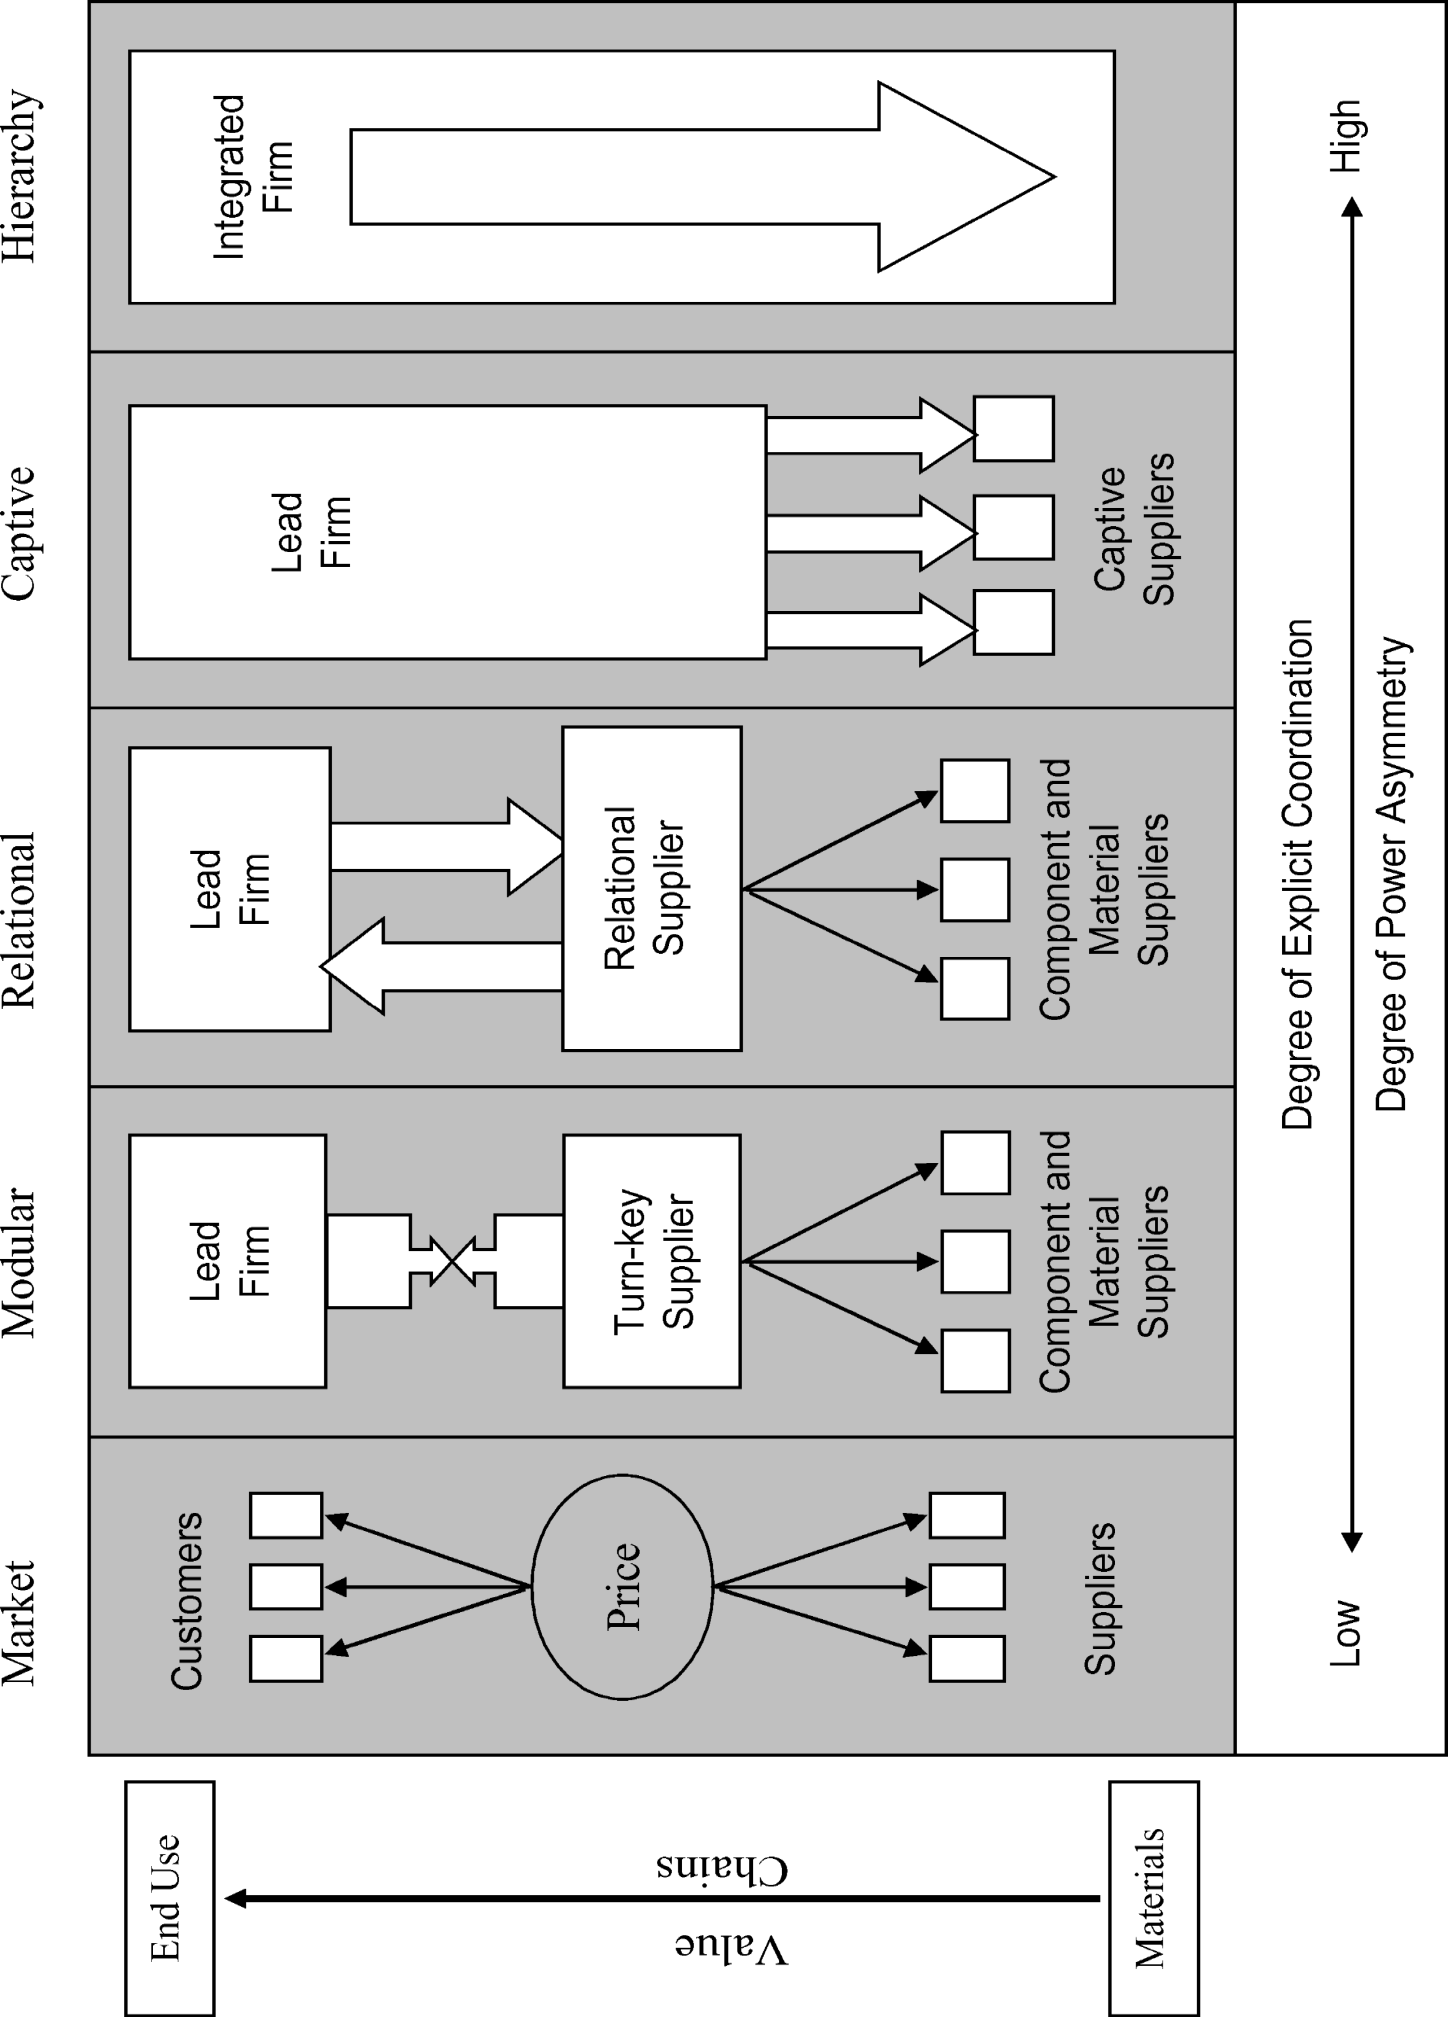 Market
Modular
Relational
Captive
Hierarchy
End Use
Value
Chains
Materials
Customers
Price
Suppliers
Lead
Firm
Turn-key
Supplier
Component and
Material
Suppliers
Lead
Firm
Relational
Supplier
Component and
Material
Suppliers
Lead
Firm
Captive
Suppliers
Integrated
Firm
Degree of Explicit Coordination
Low
High
Degree of Power Asymmetry